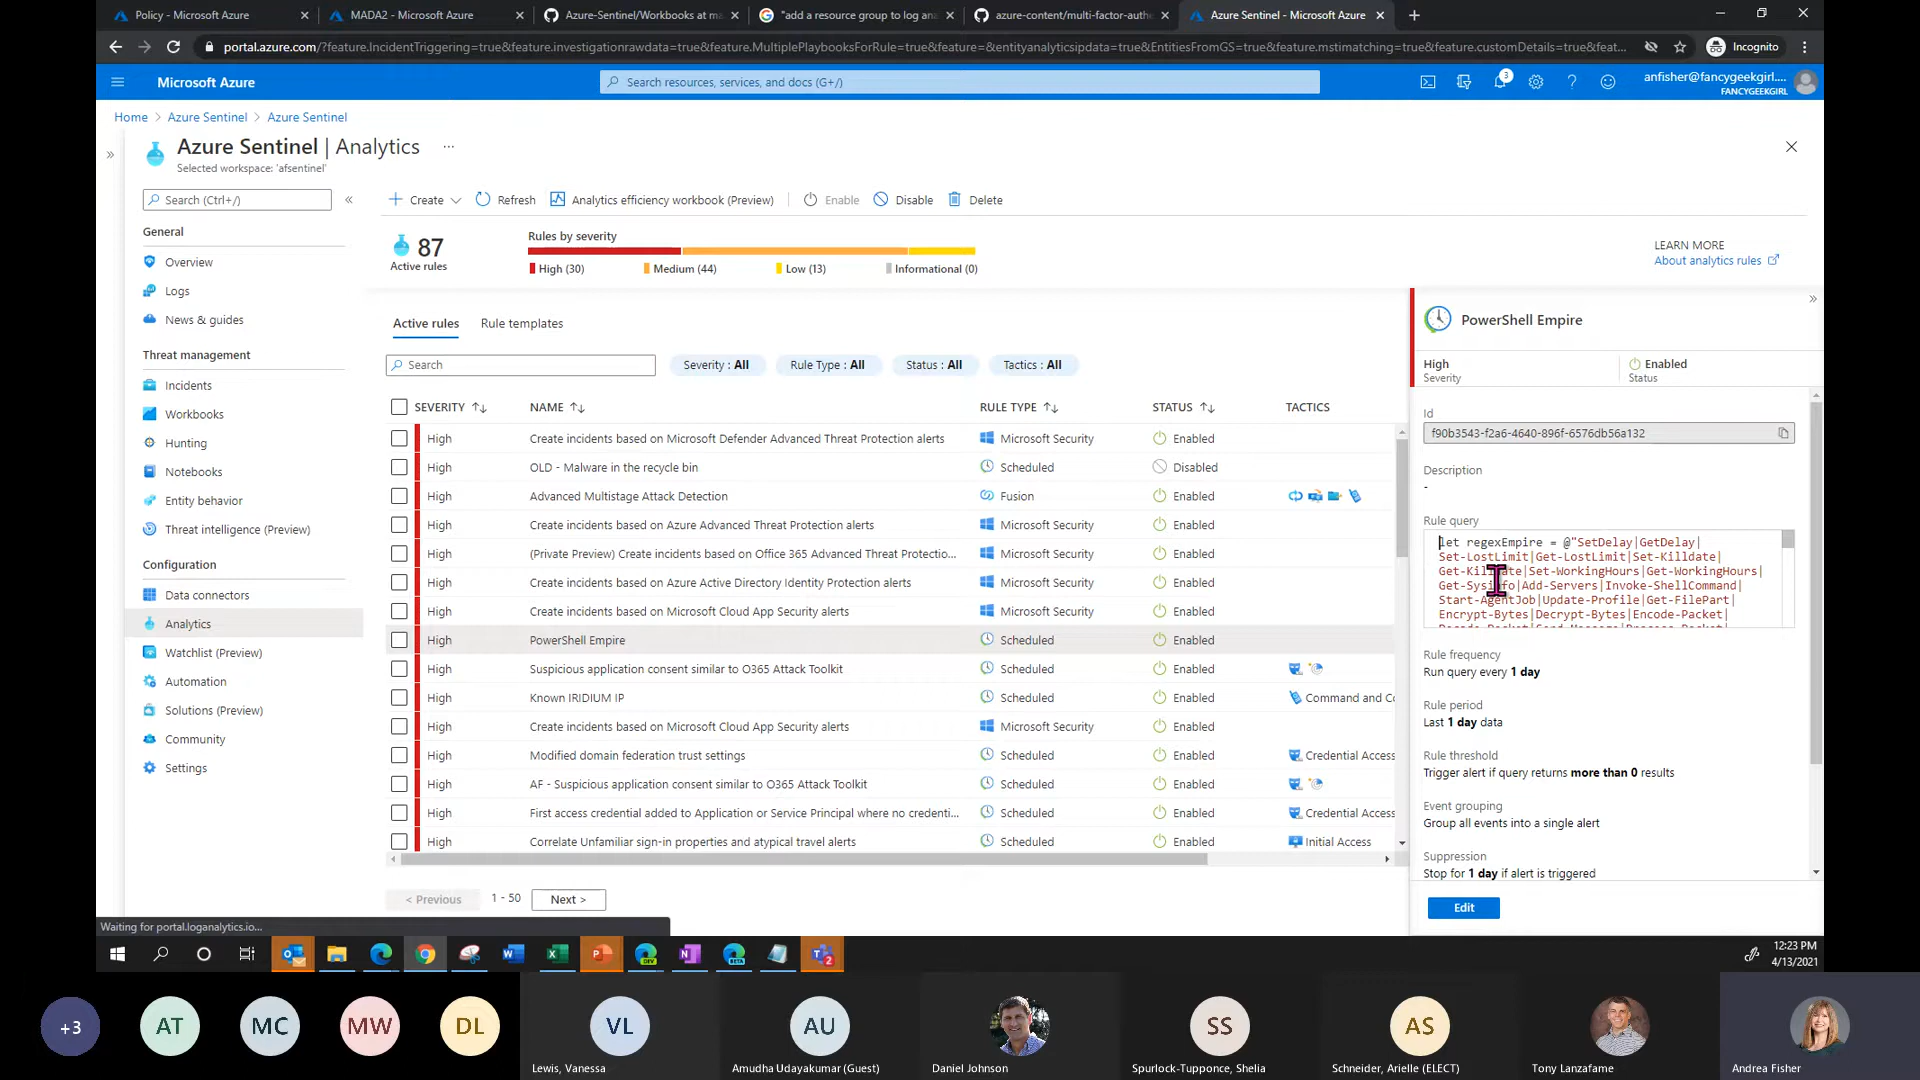 Policy - Microsoft Azure
MADA2 - Microsoft Azure
Azure-Sentinel/Workbooks at ma
"add a resource group to log ana
azure-content/multi-factor-authe
Azure Sentinel - Microsoft Azure
portal.azure.com/?feature.IncidentTriggering=true&feature.investigationrawdata=true&feature.MultiplePlaybooksForRule=true&feature=&entityanalyticsipdata=true&EntitiesFromGS=true&feature.mstimatching=true&feature.customDetails=true&feat...
Incognito
Microsoft Azure
Search resources, services, and docs (G+/)
3
anfisher@fancygeekgirl....
FANCYGEEKGIRL
Home > Azure Sentinel > Azure Sentinel
Azure Sentinel | Analytics ...
Selected workspace: 'afsentinel'
Search (Ctrl+/)
General
Overview
Logs
News & guides
Threat management
Incidents
Workbooks
Hunting
Notebooks
Entity behavior
Threat intelligence (Preview)
Configuration
Data connectors
Analytics
Watchlist (Preview)
Automation
Solutions (Preview)
Community
Settings
Create
Refresh
Analytics efficiency workbook (Preview)
Enable
Disable
Delete
87
Active rules
Rules by severity
High (30)
Medium (44)
Low (13)
Informational (0)
LEARN MORE
About analytics rules
Active rules
Rule templates
Search
Severity : All
Rule Type : All
Status : All
Tactics : All
SEVERITY NAME RULE TYPE STATUS TACTICS
High Create incidents based on Microsoft Defender Advanced Threat Protection alerts Microsoft Security Enabled
High OLD - Malware in the recycle bin Scheduled Disabled
High Advanced Multistage Attack Detection Fusion Enabled
High Create incidents based on Azure Advanced Threat Protection alerts Microsoft Security Enabled
High (Private Preview) Create incidents based on Office 365 Advanced Threat Protectio... Microsoft Security Enabled
High Create incidents based on Azure Active Directory Identity Protection alerts Microsoft Security Enabled
High Create incidents based on Microsoft Cloud App Security alerts Microsoft Security Enabled
High PowerShell Empire Scheduled Enabled
High Suspicious application consent similar to O365 Attack Toolkit Scheduled Enabled
High Known IRIDIUM IP Scheduled Enabled Command and Co
High Create incidents based on Microsoft Cloud App Security alerts Microsoft Security Enabled
High Modified domain federation trust settings Scheduled Enabled Credential Access
High AF - Suspicious application consent similar to O365 Attack Toolkit Scheduled Enabled
High First access credential added to Application or Service Principal where no credenti... Scheduled Enabled Credential Access
High Correlate Unfamiliar sign-in properties and atypical travel alerts Scheduled Enabled Initial Access
< Previous
1 - 50
Next >
PowerShell Empire
High
Severity
Enabled
Status
Id
f90b3543-f2a6-4640-896f-6576db56a132
Description
-
Rule query
let regexEmpire = @"SetDelay|GetDelay|
Set-LostLimit|Get-LostLimit|Set-Killdate|
Get-Killdate|Set-WorkingHours|Get-WorkingHours|
Get-Sysinfo|Add-Servers|Invoke-ShellCommand|
Start-AgentJob|Update-Profile|Get-FilePart|
Encrypt-Bytes|Decrypt-Bytes|Encode-Packet|
Rule frequency
Run query every 1 day
Rule period
Last 1 day data
Rule threshold
Trigger alert if query returns more than 0 results
Event grouping
Group all events into a single alert
Suppression
Stop for 1 day if alert is triggered
Edit
Waiting for portal.loganalytics.io...
12:23 PM
4/13/2021
+3
AT
MC
MW
DL
VL
Lewis, Vanessa
AU
Amudha Udayakumar (Guest)
Daniel Johnson
SS
Spurlock-Tupponce, Shelia
AS
Schneider, Arielle (ELECT)
Tony Lanzafame
Andrea Fisher